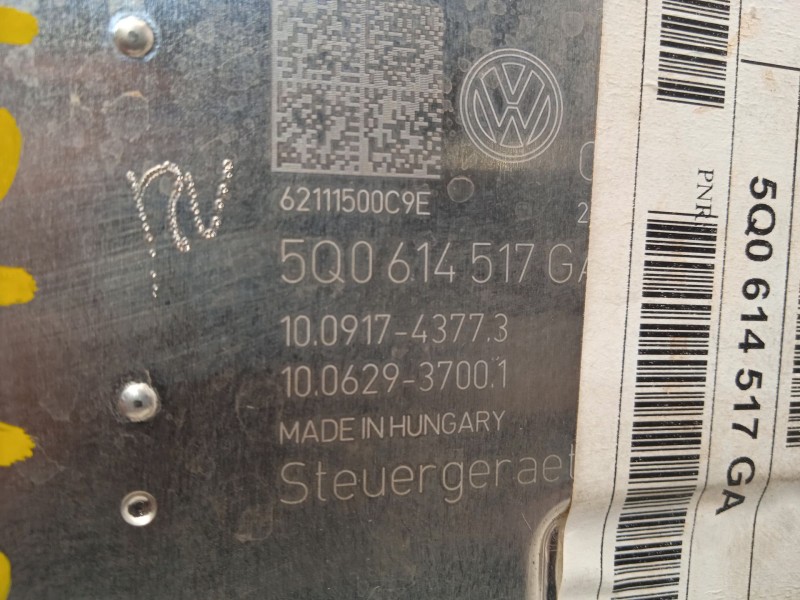 62111500C9E
5Q0 614 517 GA
10.0917-4377.3
10.0629-3700.1
MADE IN HUNGARY
Steuergeraet
PNR
5Q0 614 517 GA